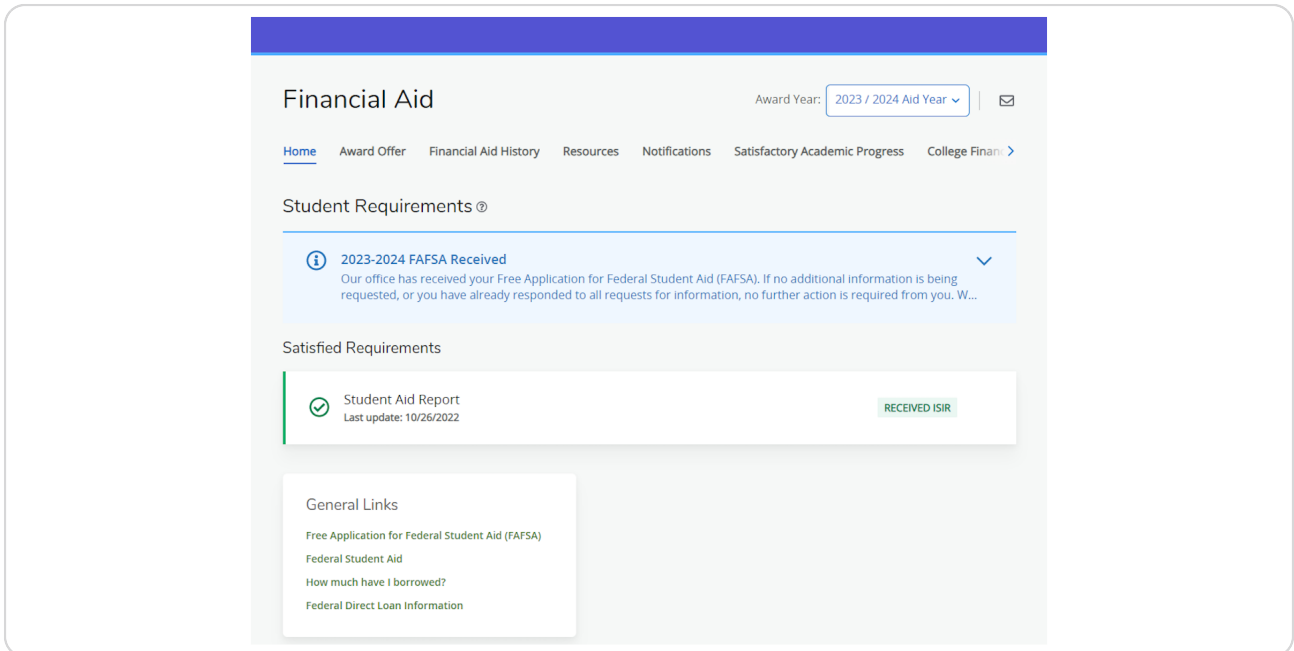 Financial Aid
Award Year: 2023 / 2024 Aid Year
Home Award Offer Financial Aid History Resources Notifications Satisfactory Academic Progress College Finan
Student Requirements
2023-2024 FAFSA Received
Our office has received your Free Application for Federal Student Aid (FAFSA). If no additional information is being
requested, or you have already responded to all requests for information, no further action is required from you. W...
Satisfied Requirements
Student Aid Report
Last update: 10/26/2022
RECEIVED ISIR
General Links
Free Application for Federal Student Aid (FAFSA)
Federal Student Aid
How much have I borrowed?
Federal Direct Loan Information